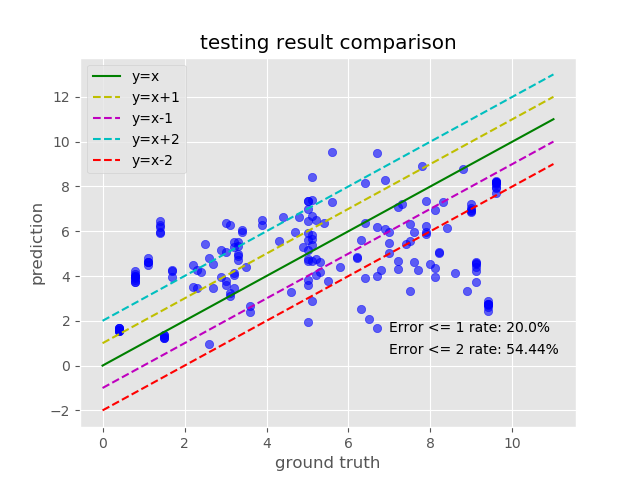 testing result comparison
y=x
y=x+1
y=x-1
y=x+2
y=x-2
12
10
8
6
4
2
0
−2
prediction
Error <= 1 rate: 20.0%
Error <= 2 rate: 54.44%
0 2 4 6 8 10
ground truth